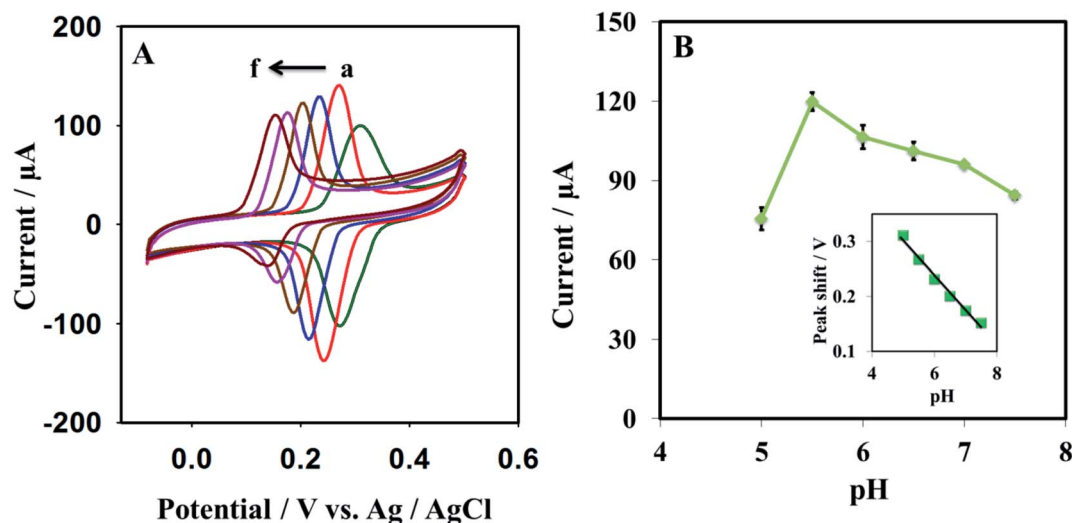 A
f
a
200
100
0
-100
-200
Current / µA
0.0 0.2 0.4 0.6
Potential / V vs. Ag / AgCl
B
150
120
90
60
30
0
Current / µA
4 5 6 7 8
pH
0.3
0.2
0.1
Peak shift / V
4 6 8
pH